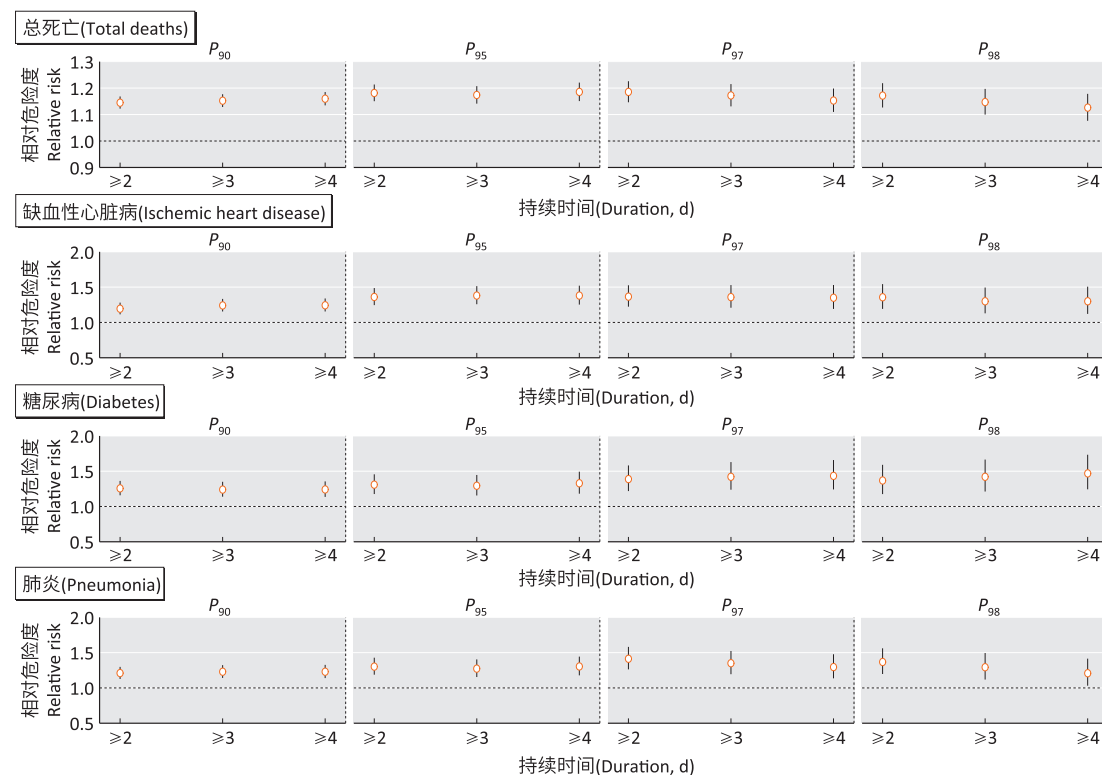 总死亡(Total deaths)
P90 P95 P97 P98
相对危险度
Relative risk
1.3
1.2
1.1
1.0
0.9
⩾2 ⩾3 ⩾4 ⩾2 ⩾3 ⩾4 ⩾2 ⩾3 ⩾4 ⩾2 ⩾3 ⩾4
持续时间(Duration, d)
缺血性心脏病(Ischemic heart disease)
P90 P95 P97 P98
相对危险度
Relative risk
2.0
1.5
1.0
0.5
⩾2 ⩾3 ⩾4 ⩾2 ⩾3 ⩾4 ⩾2 ⩾3 ⩾4 ⩾2 ⩾3 ⩾4
持续时间(Duration, d)
糖尿病(Diabetes)
P90 P95 P97 P98
相对危险度
Relative risk
2.0
1.5
1.0
0.5
⩾2 ⩾3 ⩾4 ⩾2 ⩾3 ⩾4 ⩾2 ⩾3 ⩾4 ⩾2 ⩾3 ⩾4
持续时间(Duration, d)
肺炎(Pneumonia)
P90 P95 P97 P98
相对危险度
Relative risk
2.0
1.5
1.0
0.5
⩾2 ⩾3 ⩾4 ⩾2 ⩾3 ⩾4 ⩾2 ⩾3 ⩾4 ⩾2 ⩾3 ⩾4
持续时间(Duration, d)